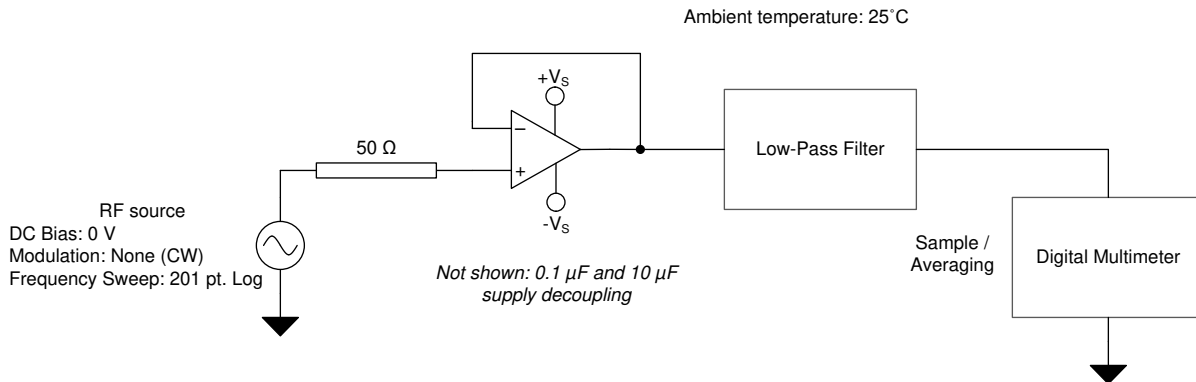 Ambient temperature: 25˚C
+VS
50 Ω
−
+
Low-Pass Filter
-VS
RF source
DC Bias: 0 V
Modulation: None (CW)
Frequency Sweep: 201 pt. Log
Not shown: 0.1 µF and 10 µF
supply decoupling
Sample /
Averaging
Digital Multimeter